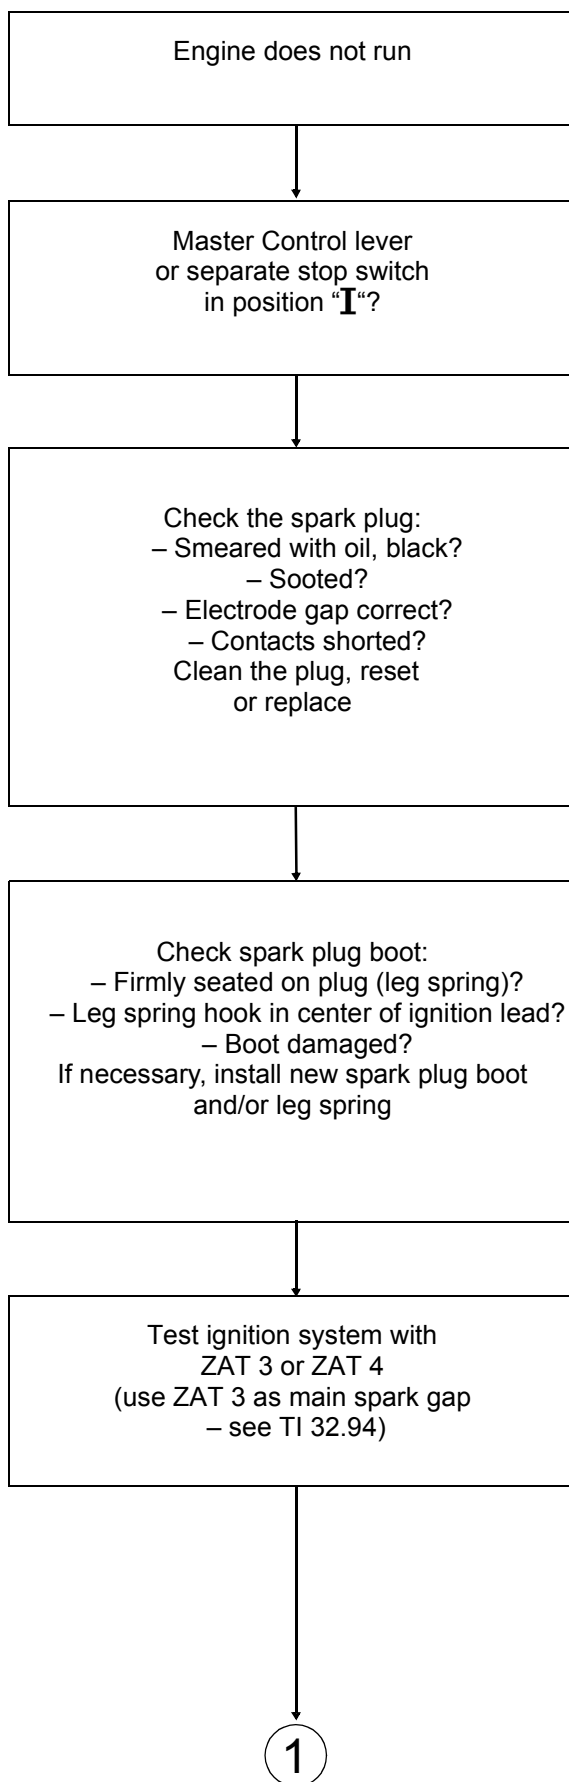 Engine does not run
Master Control lever
or separate stop switch
in position “I“?
Check the spark plug:
– Smeared with oil, black?
– Sooted?
– Electrode gap correct?
– Contacts shorted?
Clean the plug, reset
or replace
Check spark plug boot:
– Firmly seated on plug (leg spring)?
– Leg spring hook in center of ignition lead?
– Boot damaged?
If necessary, install new spark plug boot
and/or leg spring
Test ignition system with
ZAT 3 or ZAT 4
(use ZAT 3 as main spark gap
– see TI 32.94)
1